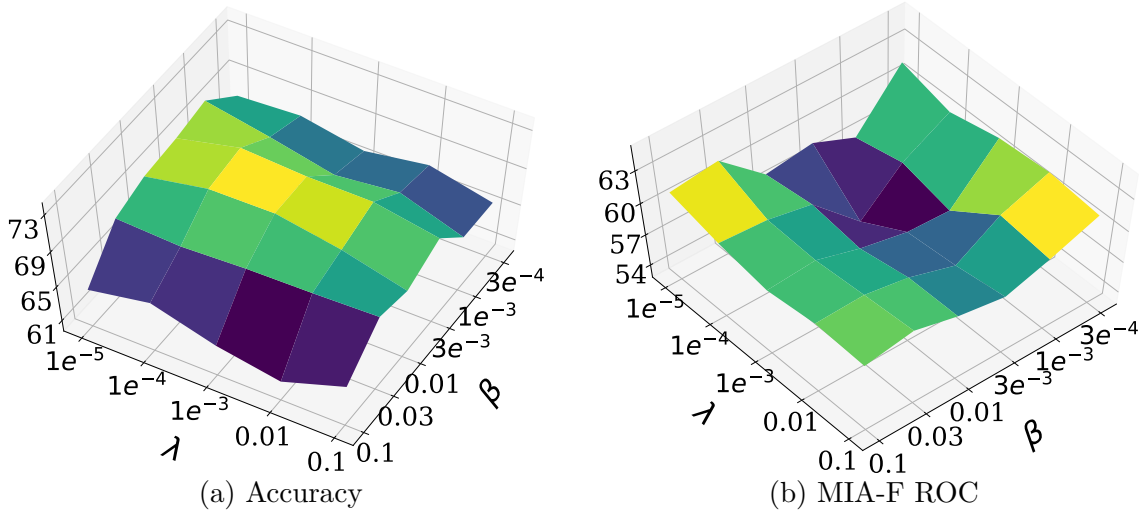 73
69
65
61
1e⁻⁵
1e⁻⁴
1e⁻³
0.01
0.1
λ
0.1
0.03
0.01
3e⁻³
1e⁻³
3e⁻⁴
β
(a) Accuracy
63
60
57
54
1e⁻⁵
1e⁻⁴
1e⁻³
0.01
0.1
λ
0.1
0.03
0.01
3e⁻³
1e⁻³
3e⁻⁴
β
(b) MIA-F ROC